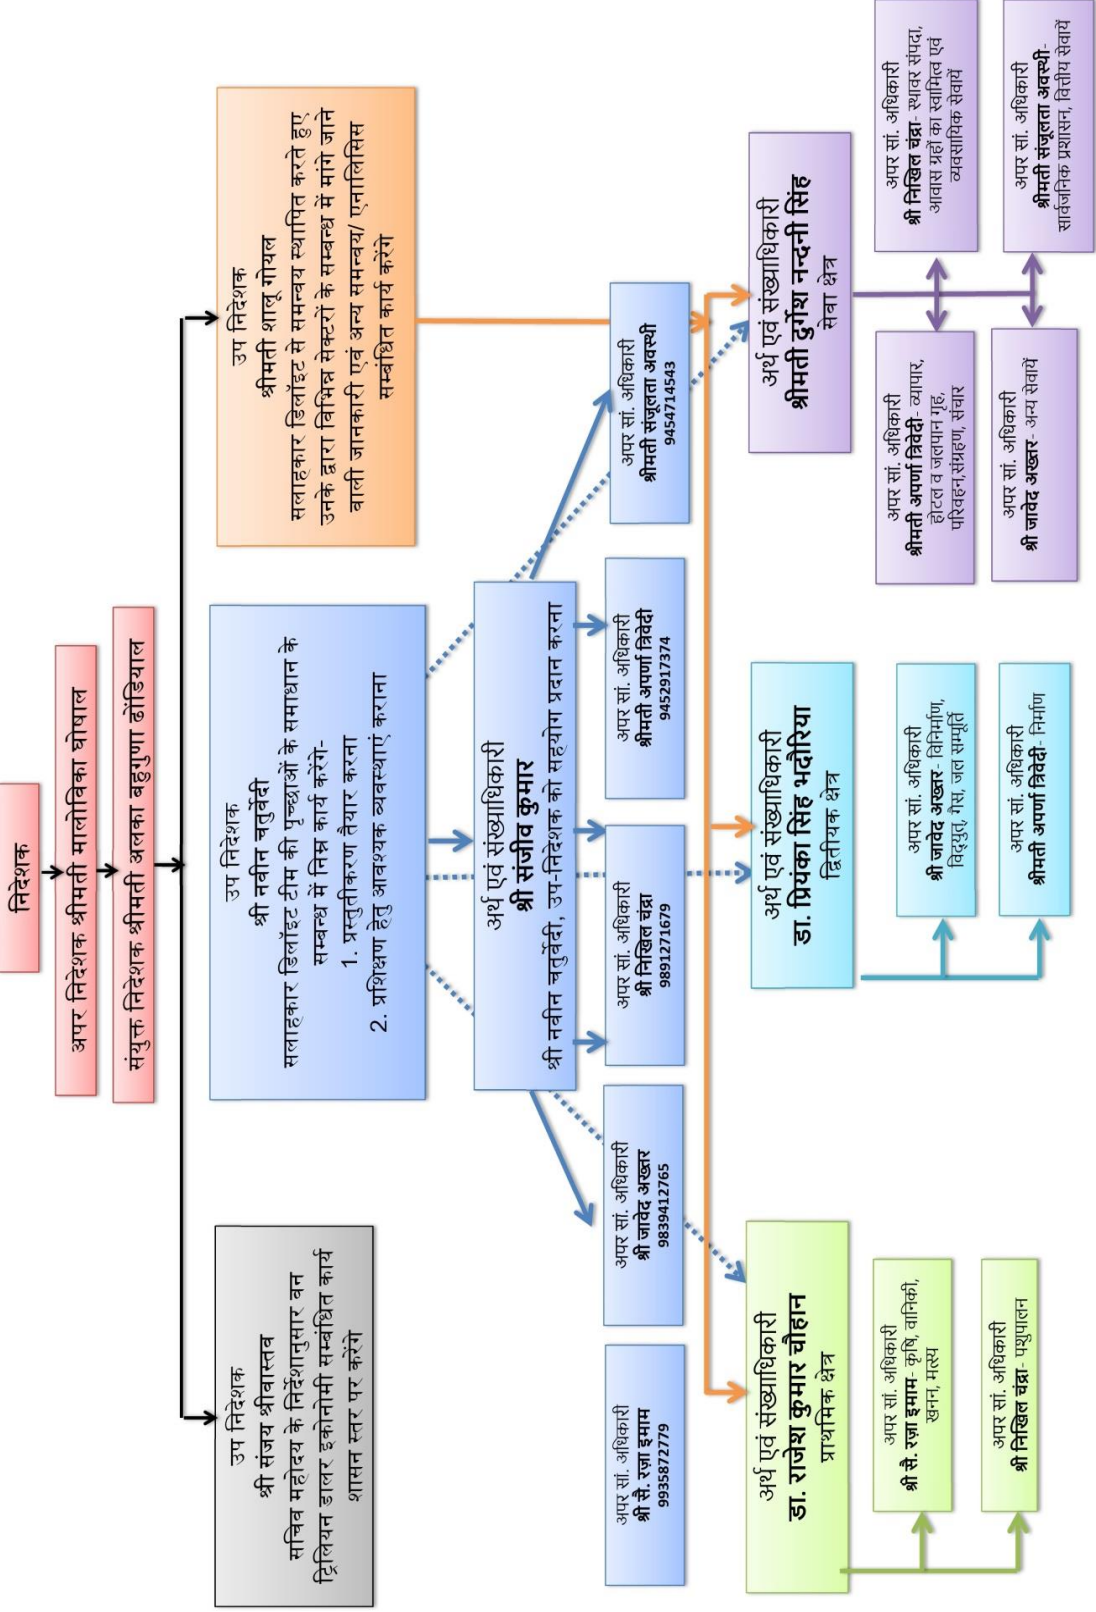 निदेशक
अपर निदेशक श्रीमती मालोविका घोषाल
संयुक्त निदेशक श्रीमती अलका बहुगुणा ढोंडियाल
उप निदेशक
श्री संजय श्रीवास्तव
सचिव महोदय के निर्देशानुसार वन
ट्रिलियन डालर इकोनोमी सम्बंधित कार्य
शासन स्तर पर करेंगे
उप निदेशक
श्री नवीन चतुर्वेदी
सलाहकार डिलॉइट टीम की पृच्छाओं के समाधान के
सम्बन्ध में निम्न कार्य करेंगे-
1. प्रस्तुतीकरण तैयार करना
2. प्रशिक्षण हेतु आवश्यक व्यवस्थाएं कराना
उप निदेशक
श्रीमती शालू गोयल
सलाहकार डिलॉइट से समन्वय स्थापित करते हुए
उनके द्वारा विभिन्न सेक्टरों के सम्बन्ध में मांगे जाने
वाली जानकारी एवं अन्य समन्वय/ एनालिसिस
सम्बंधित कार्य करेंगे
अर्थ एवं संख्याधिकारी
श्री संजीव कुमार
श्री नवीन चतुर्वेदी, उप-निदेशक को सहयोग प्रदान करना
अपर सां. अधिकारी
श्री सै. रज़ा इमाम
9935872779
अपर सां. अधिकारी
श्री जावेद अख्तर
9839412765
अपर सां. अधिकारी
श्री निखिल चंद्रा
9891271679
अपर सां. अधिकारी
श्रीमती अपर्णा त्रिवेदी
9452917374
अपर सां. अधिकारी
श्रीमती संजूलता अवस्थी
9454714543
अर्थ एवं संख्याधिकारी
डा. राजेश कुमार चौहान
प्राथमिक क्षेत्र
अर्थ एवं संख्याधिकारी
डा. प्रियंका सिंह भदौरिया
द्वितीयक क्षेत्र
अर्थ एवं संख्याधिकारी
श्रीमती दुर्गेश नन्दनी सिंह
सेवा क्षेत्र
अपर सां. अधिकारी
श्री सै. रज़ा इमाम- कृषि, वानिकी,
खनन, मत्स्य
अपर सां. अधिकारी
श्री निखिल चंद्रा- पशुपालन
अपर सां. अधिकारी
श्री जावेद अख्तर- विनिर्माण,
विद्युत्, गैस, जल सम्पूर्ति
अपर सां. अधिकारी
श्रीमती अपर्णा त्रिवेदी- निर्माण
अपर सां. अधिकारी
श्रीमती अपर्णा त्रिवेदी- व्यापार,
होटल व जलपान गृह,
परिवहन,संग्रहण, संचार
अपर सां. अधिकारी
श्री जावेद अख्तर- अन्य सेवायें
अपर सां. अधिकारी
श्री निखिल चंद्रा- स्थावर संपदा,
आवास ग्रहों का स्वामित्व एवं
व्यवसायिक सेवायें
अपर सां. अधिकारी
श्रीमती संजूलता अवस्थी-
सार्वजनिक प्रशासन, वित्तीय सेवायें